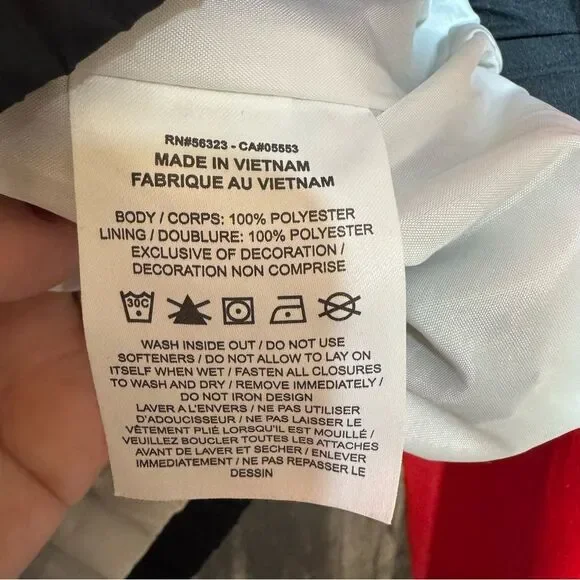 RN#56323 - CA#05553
MADE IN VIETNAM
FABRIQUE AU VIETNAM
BODY / CORPS: 100% POLYESTER
LINING / DOUBLURE: 100% POLYESTER
EXCLUSIVE OF DECORATION /
DECORATION NON COMPRISE
30C
WASH INSIDE OUT / DO NOT USE
SOFTENERS / DO NOT ALLOW TO LAY ON
ITSELF WHEN WET / FASTEN ALL CLOSURES
TO WASH AND DRY / REMOVE IMMEDIATELY /
DO NOT IRON DESIGN
LAVER A L'ENVERS / NE PAS UTILISER
D'ADOUCISSEUR / NE PAS LAISSER LE
VÊTEMENT PLIÉ LORSQU'IL EST MOUILLÉ /
VEUILLEZ BOUCLER TOUTES LES ATTACHES
AVANT DE LAVER ET SECHER / ENLEVER
IMMÉDIATEMENT / NE PAS REPASSER LE
DESSIN